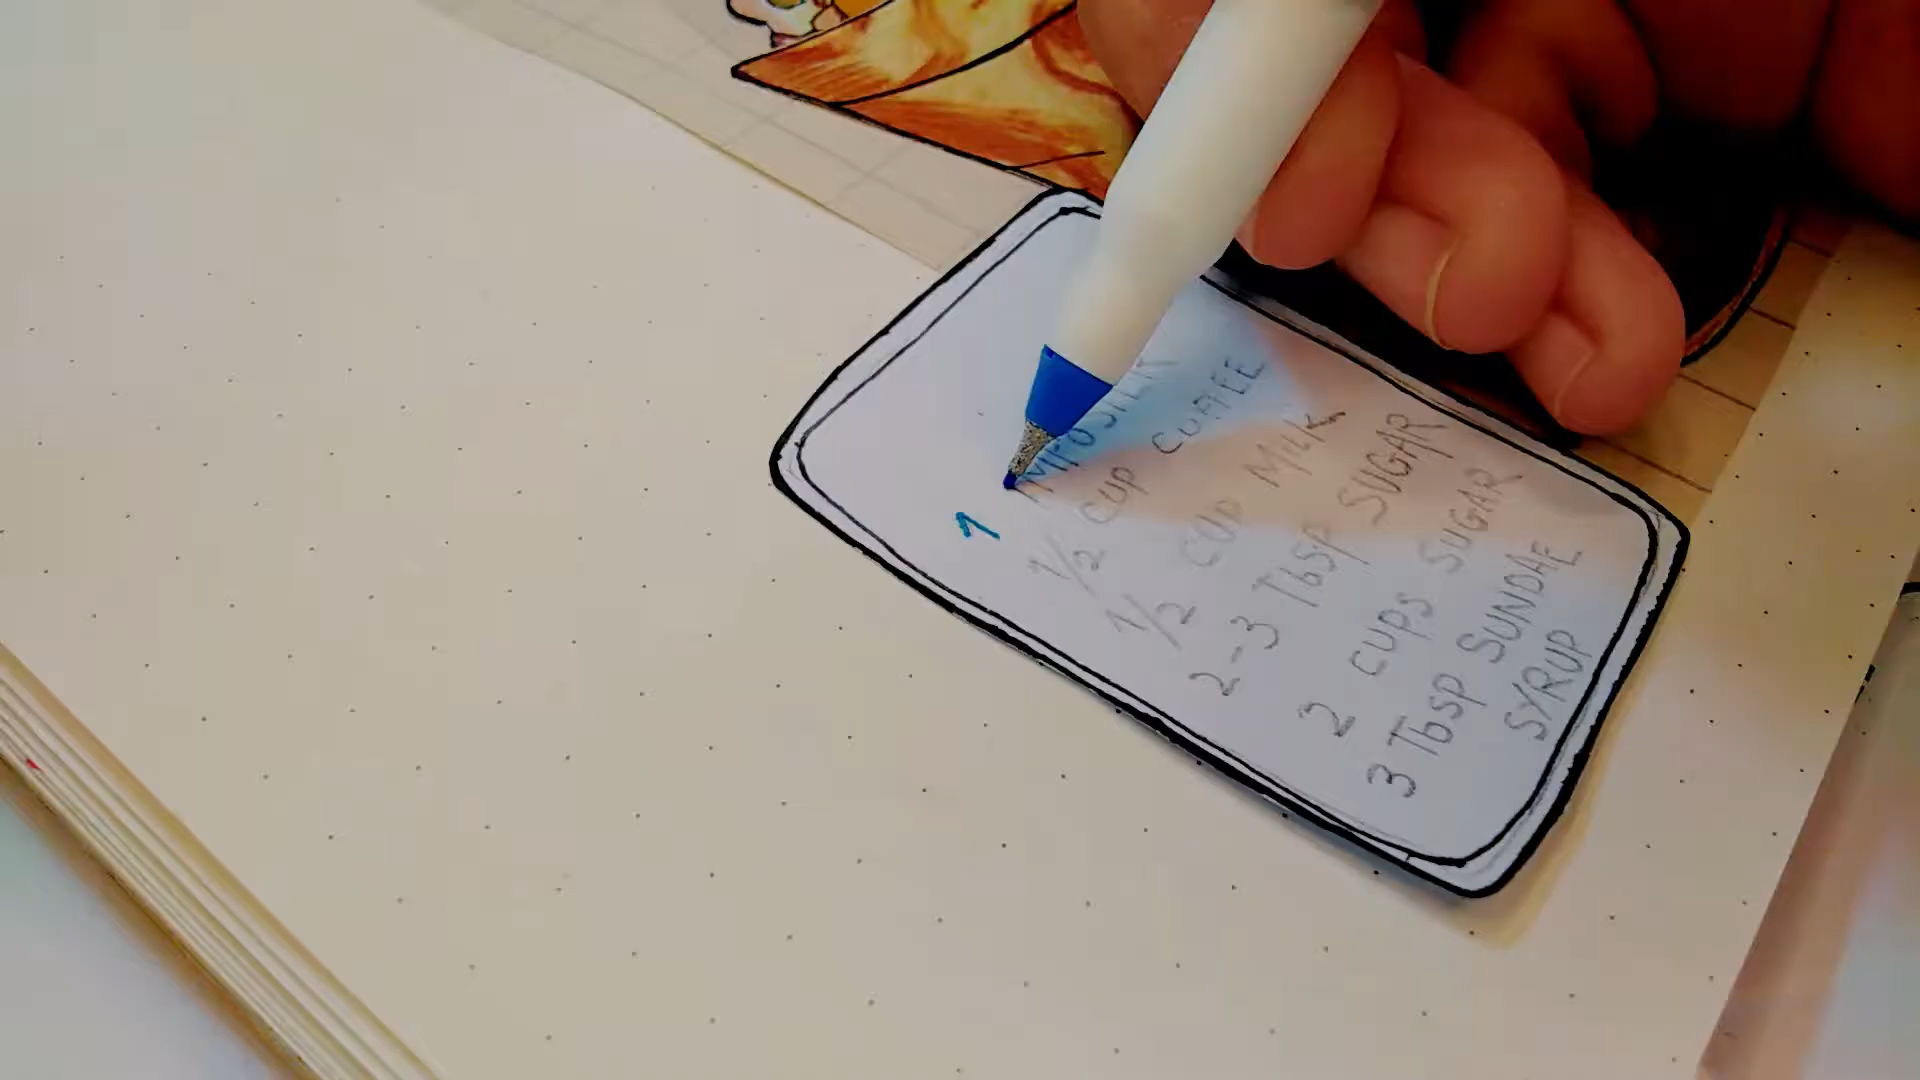 1
1/2 CUP COFFEE
1/2 CUP MILK
2-3 Tbsp SUGAR
2 CUPS SUGAR
3 Tbsp SUNDAE
SYRUP